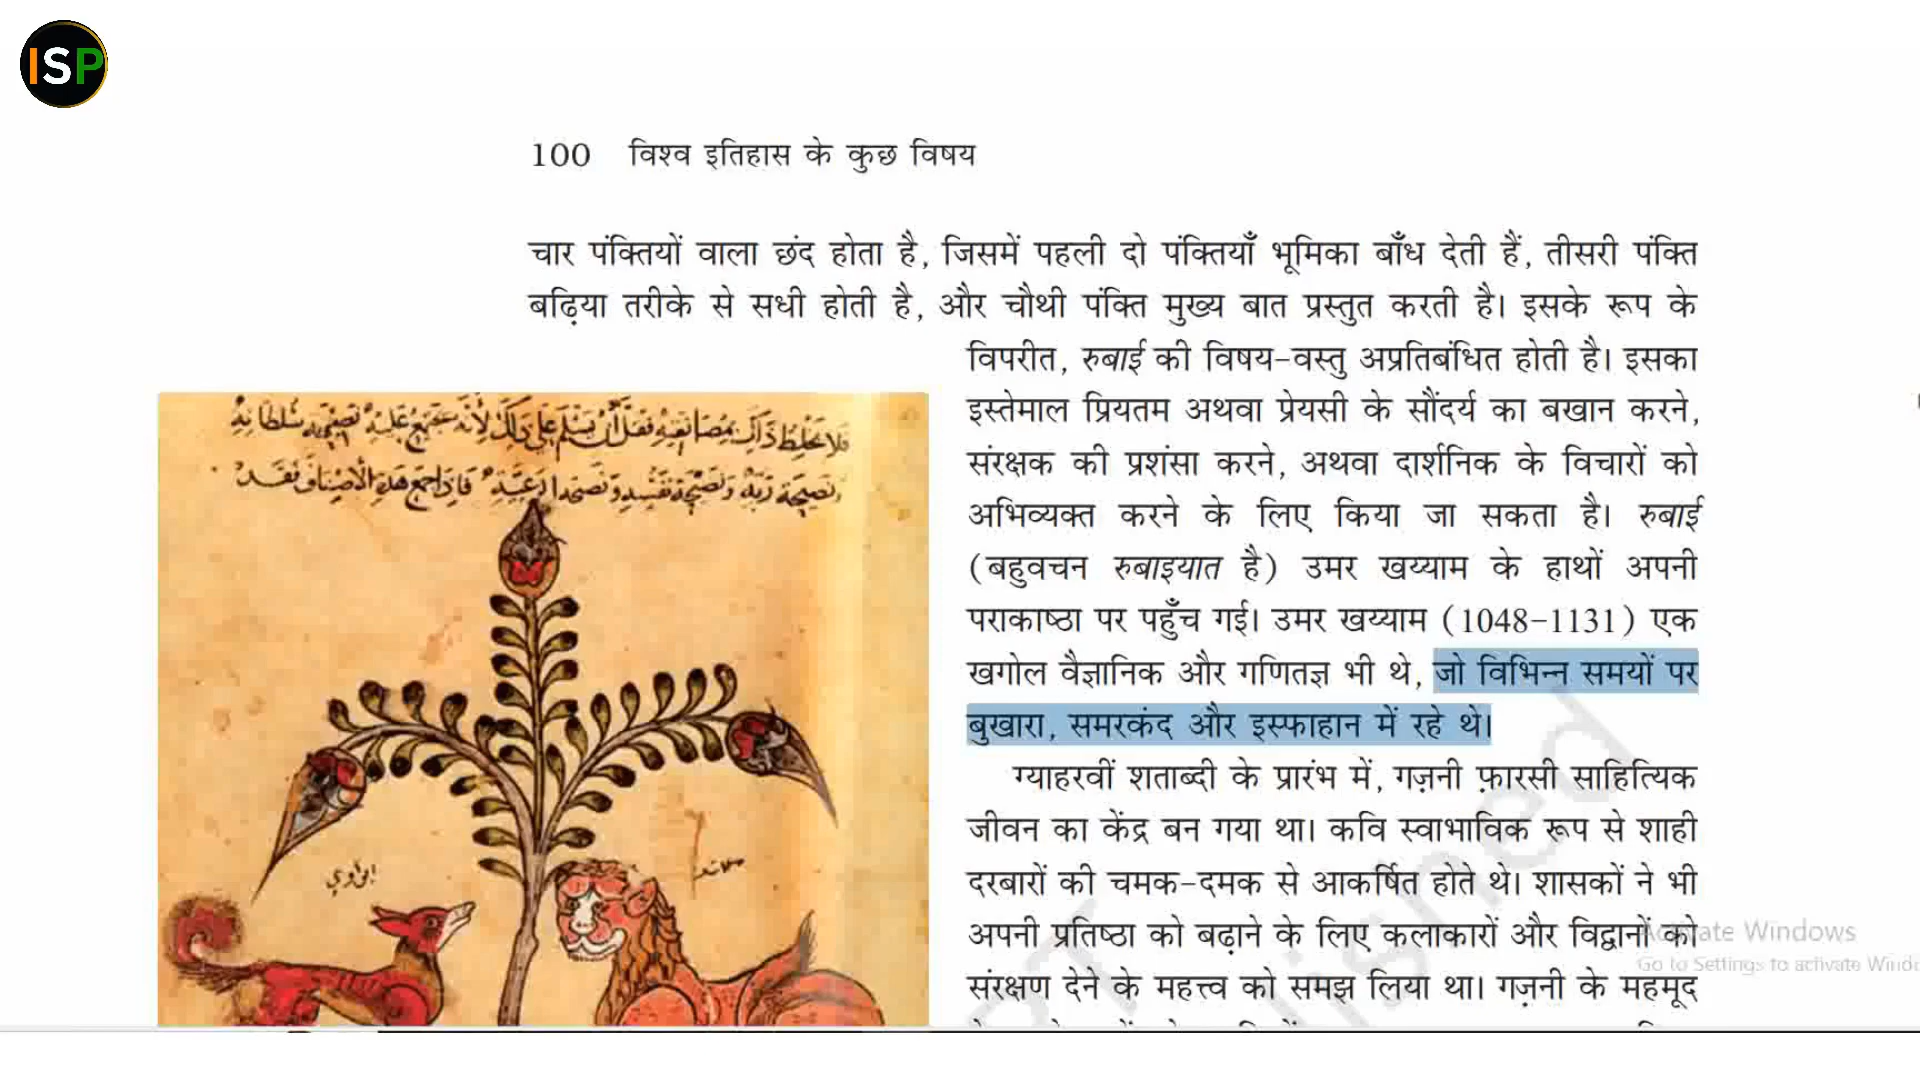 ISP
100 विश्व इतिहास के कुछ विषय
चार पंक्तियों वाला छंद होता है, जिसमें पहली दो पंक्तियाँ भूमिका बाँध देती हैं, तीसरी पंक्ति
बढ़िया तरीके से सधी होती है, और चौथी पंक्ति मुख्य बात प्रस्तुत करती है। इसके रूप के
विपरीत, रुबाई की विषय-वस्तु अप्रतिबंधित होती है। इसका
इस्तेमाल प्रियतम अथवा प्रेयसी के सौंदर्य का बखान करने,
संरक्षक की प्रशंसा करने, अथवा दार्शनिक के विचारों को
अभिव्यक्त करने के लिए किया जा सकता है। रुबाई
(बहुवचन रुबाइयात है) उमर खय्याम के हाथों अपनी
पराकाष्ठा पर पहुँच गई। उमर खय्याम (1048-1131) एक
खगोल वैज्ञानिक और गणितज्ञ भी थे, जो विभिन्न समयों पर
बुखारा, समरकंद और इस्फाहान में रहे थे।
ग्याहरवीं शताब्दी के प्रारंभ में, गज़नी फ़ारसी साहित्यिक
जीवन का केंद्र बन गया था। कवि स्वाभाविक रूप से शाही
दरबारों की चमक-दमक से आकर्षित होते थे। शासकों ने भी
अपनी प्रतिष्ठा को बढ़ाने के लिए कलाकारों और विद्वानों को
संरक्षण देने के महत्त्व को समझ लिया था। गज़नी के महमूद
Activate Windows
Go to Settings to activate Windo